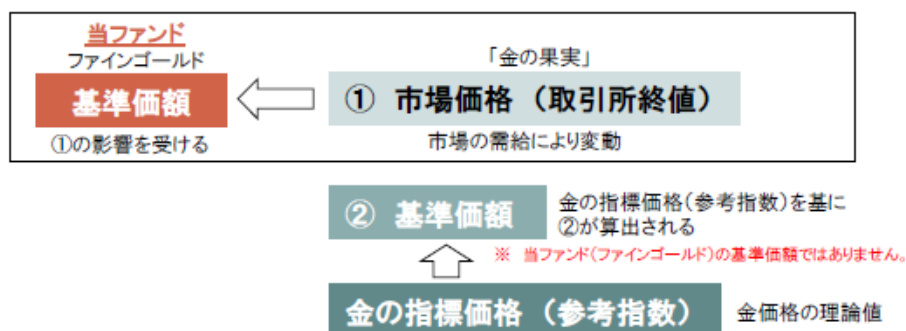 当ファンド
ファインゴールド
基準価額
①の影響を受ける
「金の果実」
① 市場価格（取引所終値）
市場の需給により変動
② 基準価額
金の指標価格（参考指数）を基に
②が算出される
※ 当ファンド（ファインゴールド）の基準価額ではありません。
金の指標価格（参考指数）
金価格の理論値